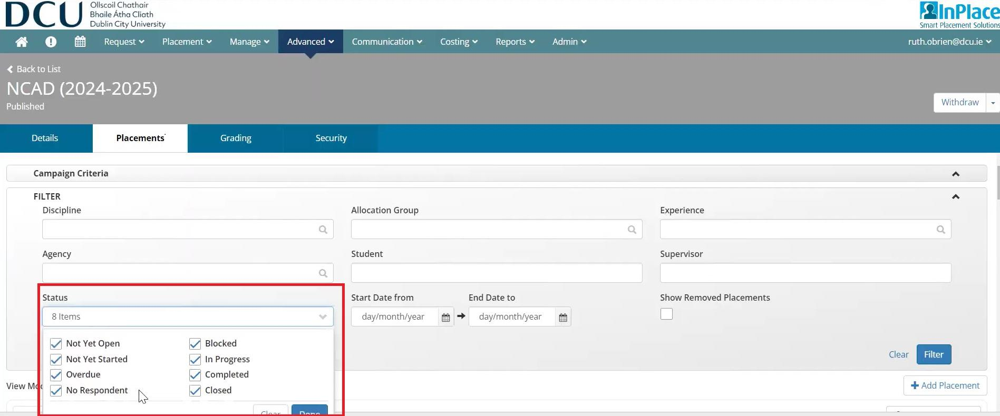 DCU
Ollscoil Chathair
Bhaile Átha Cliath
Dublin City University
InPlace
Smart Placement Solutions
Request Placement Manage Advanced Communication Costing Reports Admin ruth.obrien@dcu.ie
Back to List
NCAD (2024-2025)
Published
Withdraw
Details Placements Grading Security
Campaign Criteria
FILTER
Discipline Allocation Group Experience
Agency Student Supervisor
Status Start Date from End Date to Show Removed Placements
8 Items day/month/year day/month/year
Not Yet Open Blocked
Not Yet Started In Progress
Overdue Completed
No Respondent Closed
Clear Filter
View
Add Placement
Clear Done